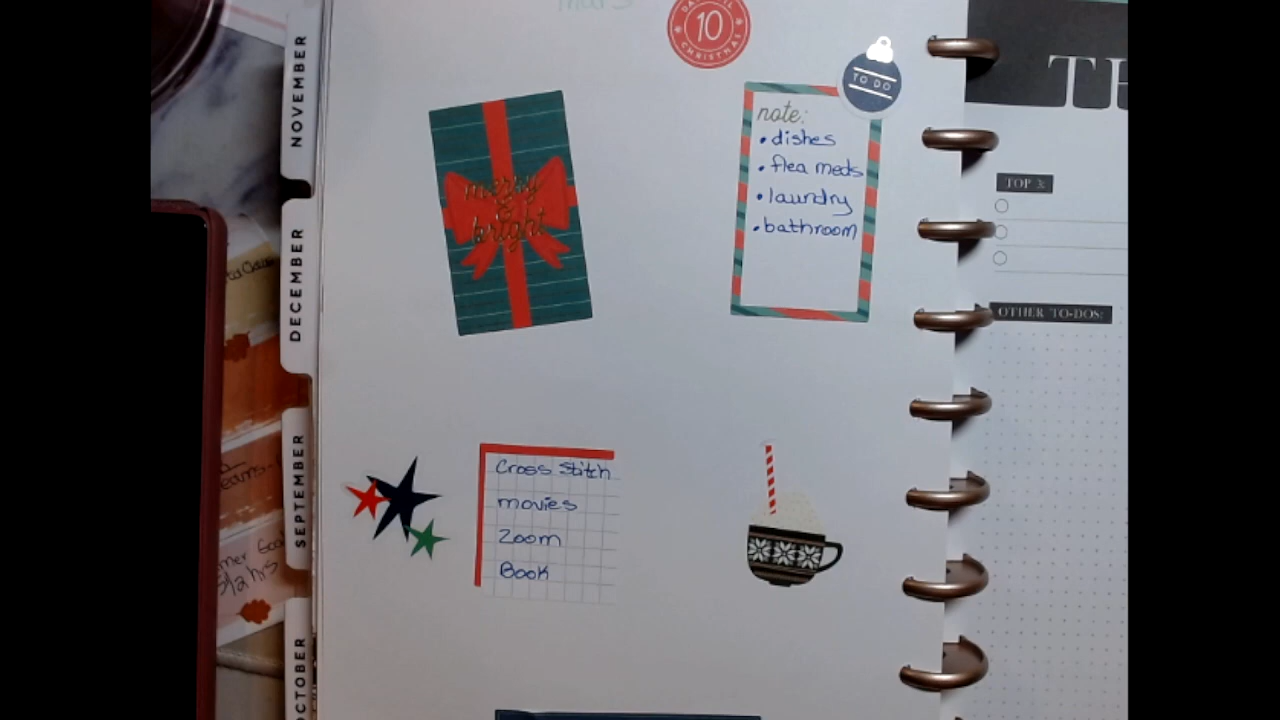 NOVEMBER
DECEMBER
SEPTEMBER
OCTOBER
10
CHRISTMAS
merry
&
bright
TO DO
note:
• dishes
• flea meds
• laundry
• bathroom
Cross Stitch
movies
Zoom
Book
TOP 3:
OTHER TO-DOS: